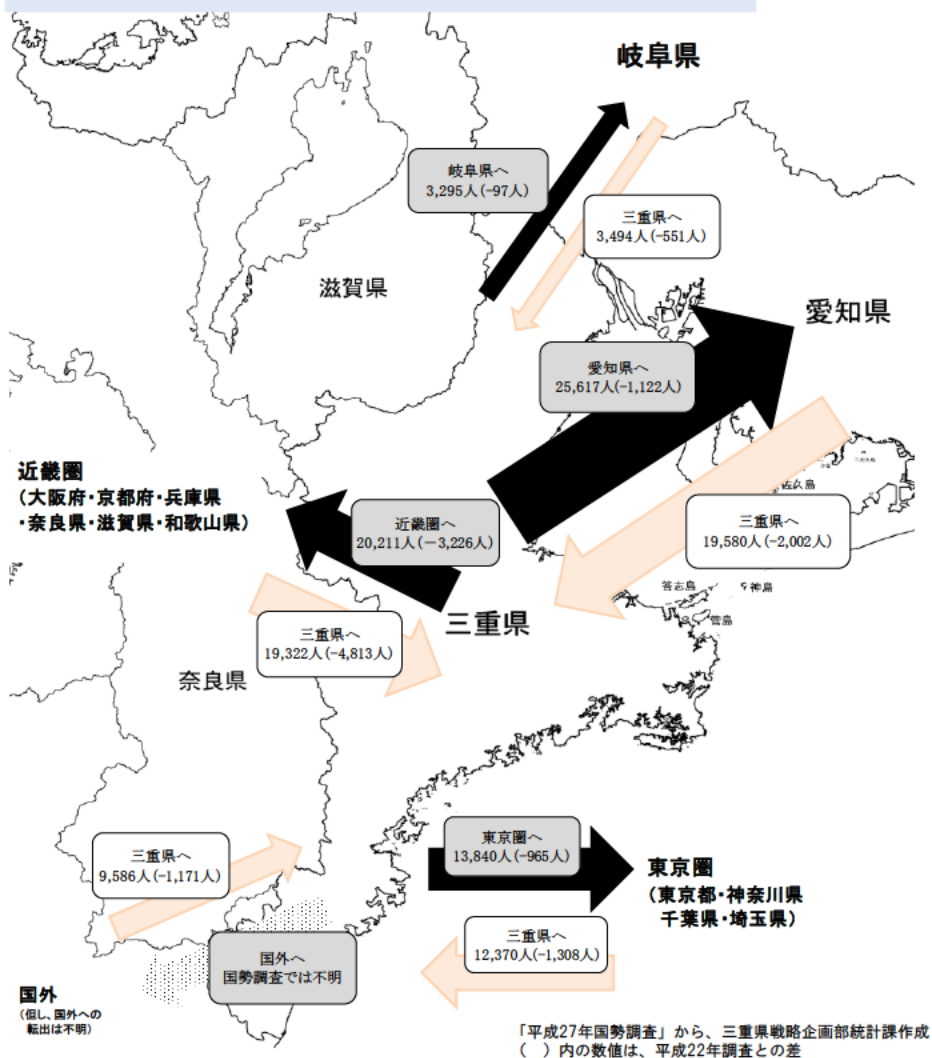 岐阜県
岐阜県へ
3,295人(-97人)
三重県へ
3,494人(-551人)
滋賀県
愛知県
愛知県へ
25,617人(-1,122人)
近畿圏
(大阪府・京都府・兵庫県
・奈良県・滋賀県・和歌山県)
佐久島
近畿圏へ
20,211人(－3,226人)
三重県へ
19,580人(-2,002人)
答志島
神島
菅島
三重県
三重県へ
19,322人(-4,813人)
奈良県
東京圏へ
13,840人(-965人)
三重県へ
9,586人(-1,171人)
東京圏
(東京都・神奈川県
千葉県・埼玉県)
三重県へ
12,370人(-1,308人)
国外へ
国勢調査では不明
国外
(但し、国外への
転出は不明)
「平成27年国勢調査」から、三重県戦略企画部統計課作成
(　)内の数値は、平成22年調査との差